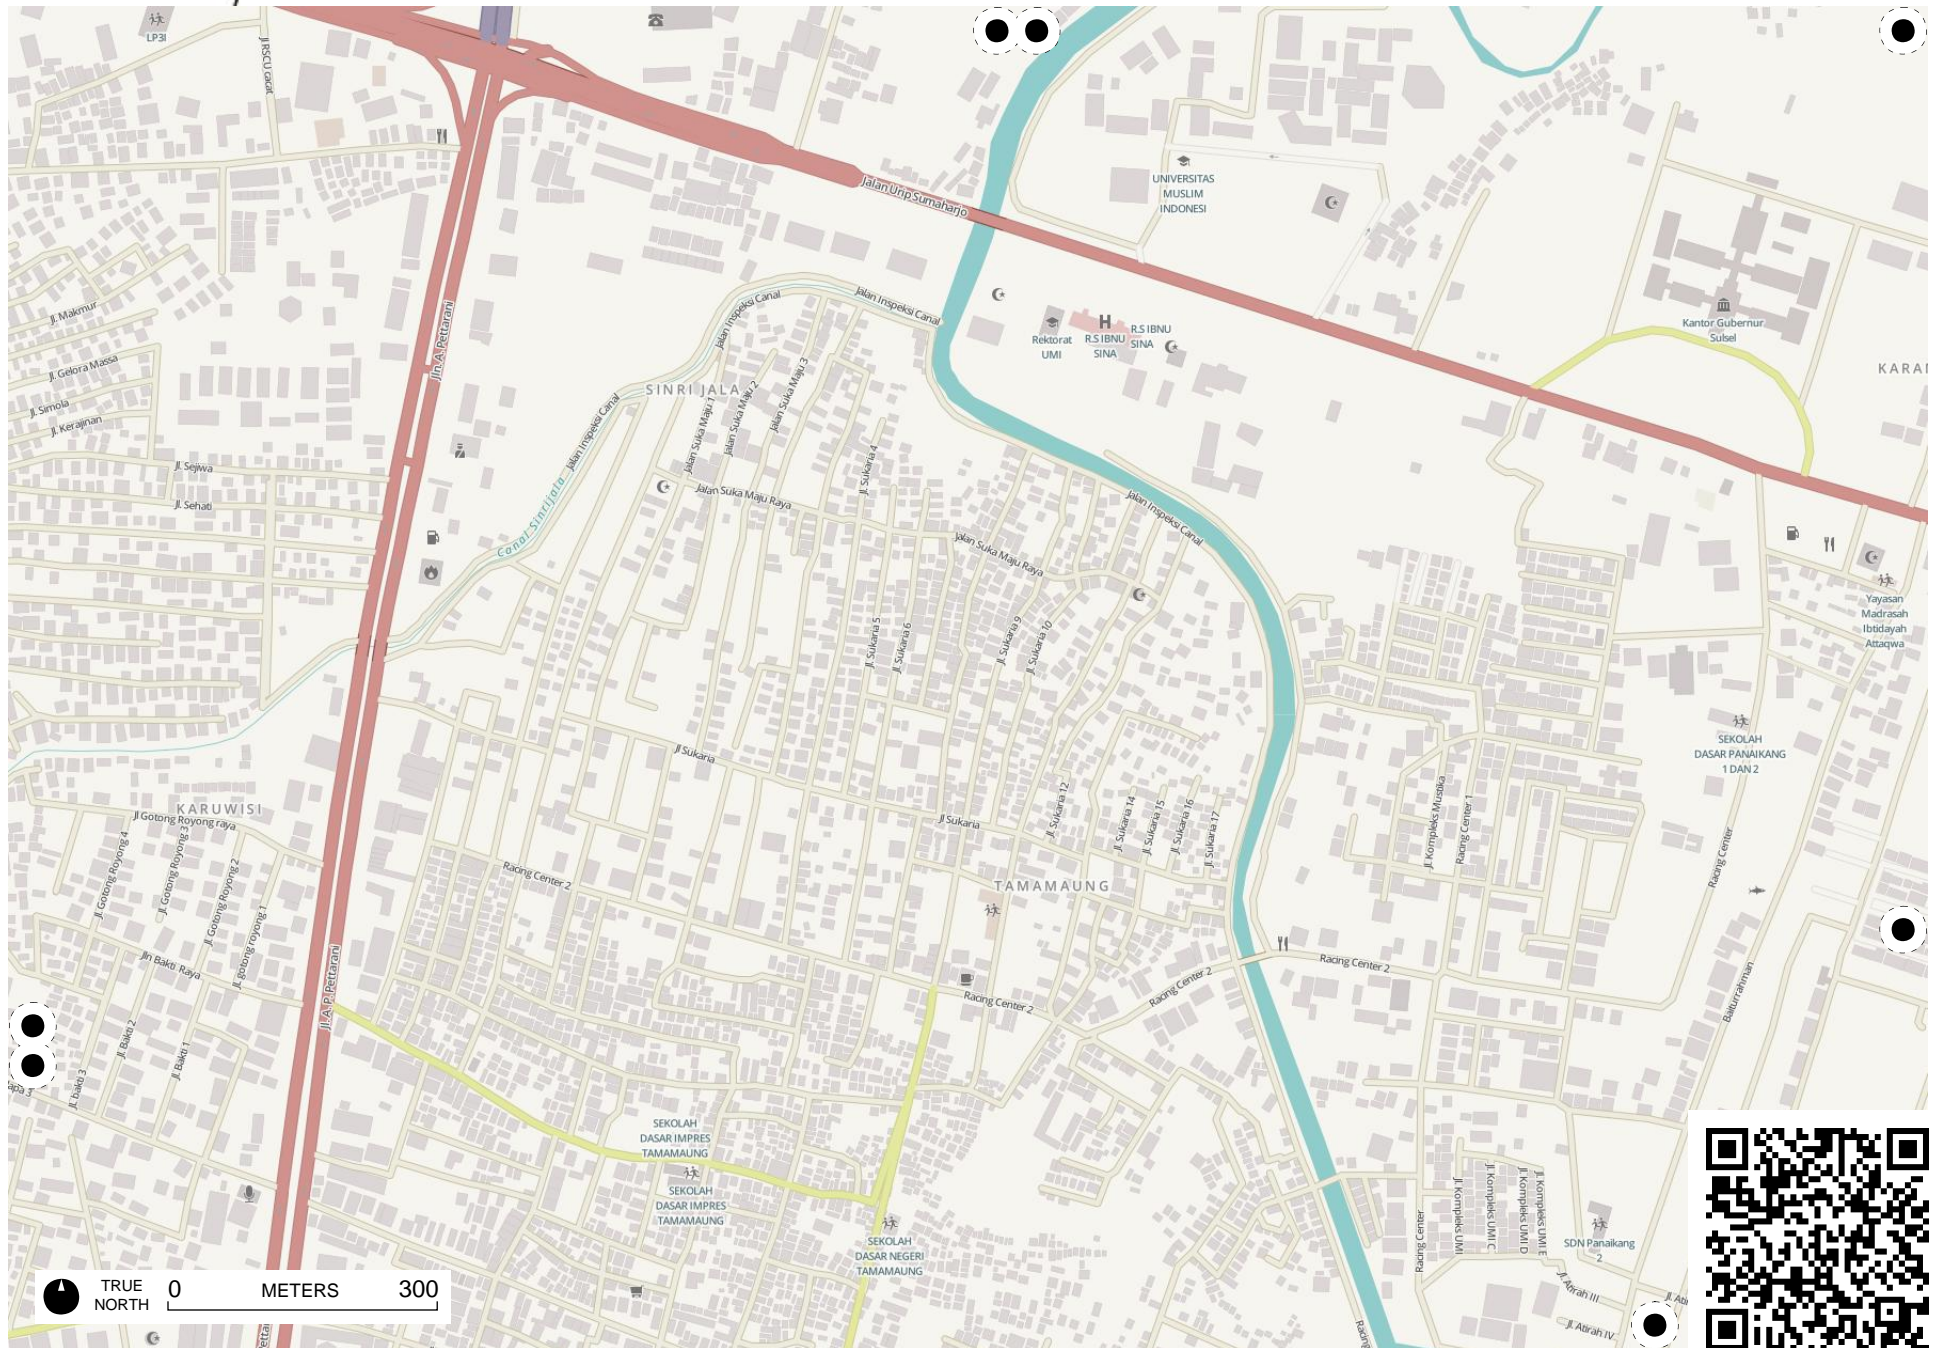 LP3I
Jl RSCU cacat
Jalan Urip Sumaharjo
UNIVERSITAS
MUSLIM
INDONESI
Jl. Makmur
Jln. A. Pettarani
Jalan Inspeksi Canal
Jalan Inspeksi Canal
Rektorat
UMI
R.S IBNU
SINA
R.S IBNU
SINA
Kantor Gubernur
Sulsel
Jl. Gelora Massa
KARAN
SINRI JALA
Jl. Simola
Jl. Kerajinan
Jalan Suka Maju 1
Jalan Suka Maju 2
Jalan Suka Maju 3
Jalan Inspeksi Canal
Jl. Sukaria 4
Jl. Sejiwa
Jl. Sehati
Jalan Suka Maju Raya
Jalan Inspeksi Canal
Canal Sinrijala
Jalan Suka Maju Raya
Yayasan
Madrasah
Ibtidayah
Attaqwa
Jl. Sukaria 5
Jl. Sukaria 6
Jl. Sukaria 9
Jl. Sukaria 10
Jl Sukaria
SEKOLAH
DASAR PANAIKANG
1 DAN 2
KARUWISI
Jl Gotong Royong raya
Jl. Gotong Royong 4
Jl. Gotong Royong 3
Jl. Gotong Royong 2
Jl. gotong royong 1
Jl Sukaria
Jl. Sukaria 12
Jl. Sukaria 14
Jl. Sukaria 15
Jl. Sukaria 16
Jl. Sukaria 17
Jl. Kompleks Mustika
Racing Center 1
Racing Center
Racing Center 2
TAMAMAUNG
Jln Bakti Raya
Jl. A. P. Pettarani
Racing Center 2
Racing Center 2
Racing Center 2
Baiturrahman
Jl. Bakti 2
Jl. Bakti 1
Jl. bakti 3
apa 3
SEKOLAH
DASAR IMPRES
TAMAMAUNG
SEKOLAH
DASAR IMPRES
TAMAMAUNG
SEKOLAH
DASAR NEGERI
TAMAMAUNG
Jl. Kompleks UMI
Jl. Kompleks UMI C
Jl. Kompleks UMI D
Jl. Kompleks UMI E
Racing Center
SDN Panaikang
2
Jl. Atirah III
Jl. Atirah IV
Jl. Ati
Racing
TRUE
NORTH
0 METERS 300
Pettar